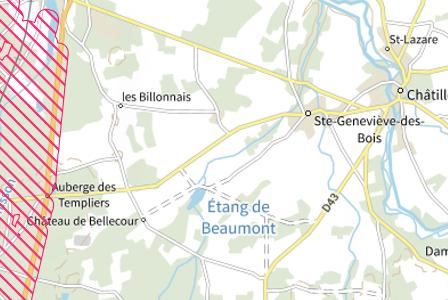 St-Lazare
les Billonnais
Châtill
Ste-Geneviève-des-
Bois
Auberge des
Templiers
Étang de
Beaumont
D43
Château de Bellecour
Dam